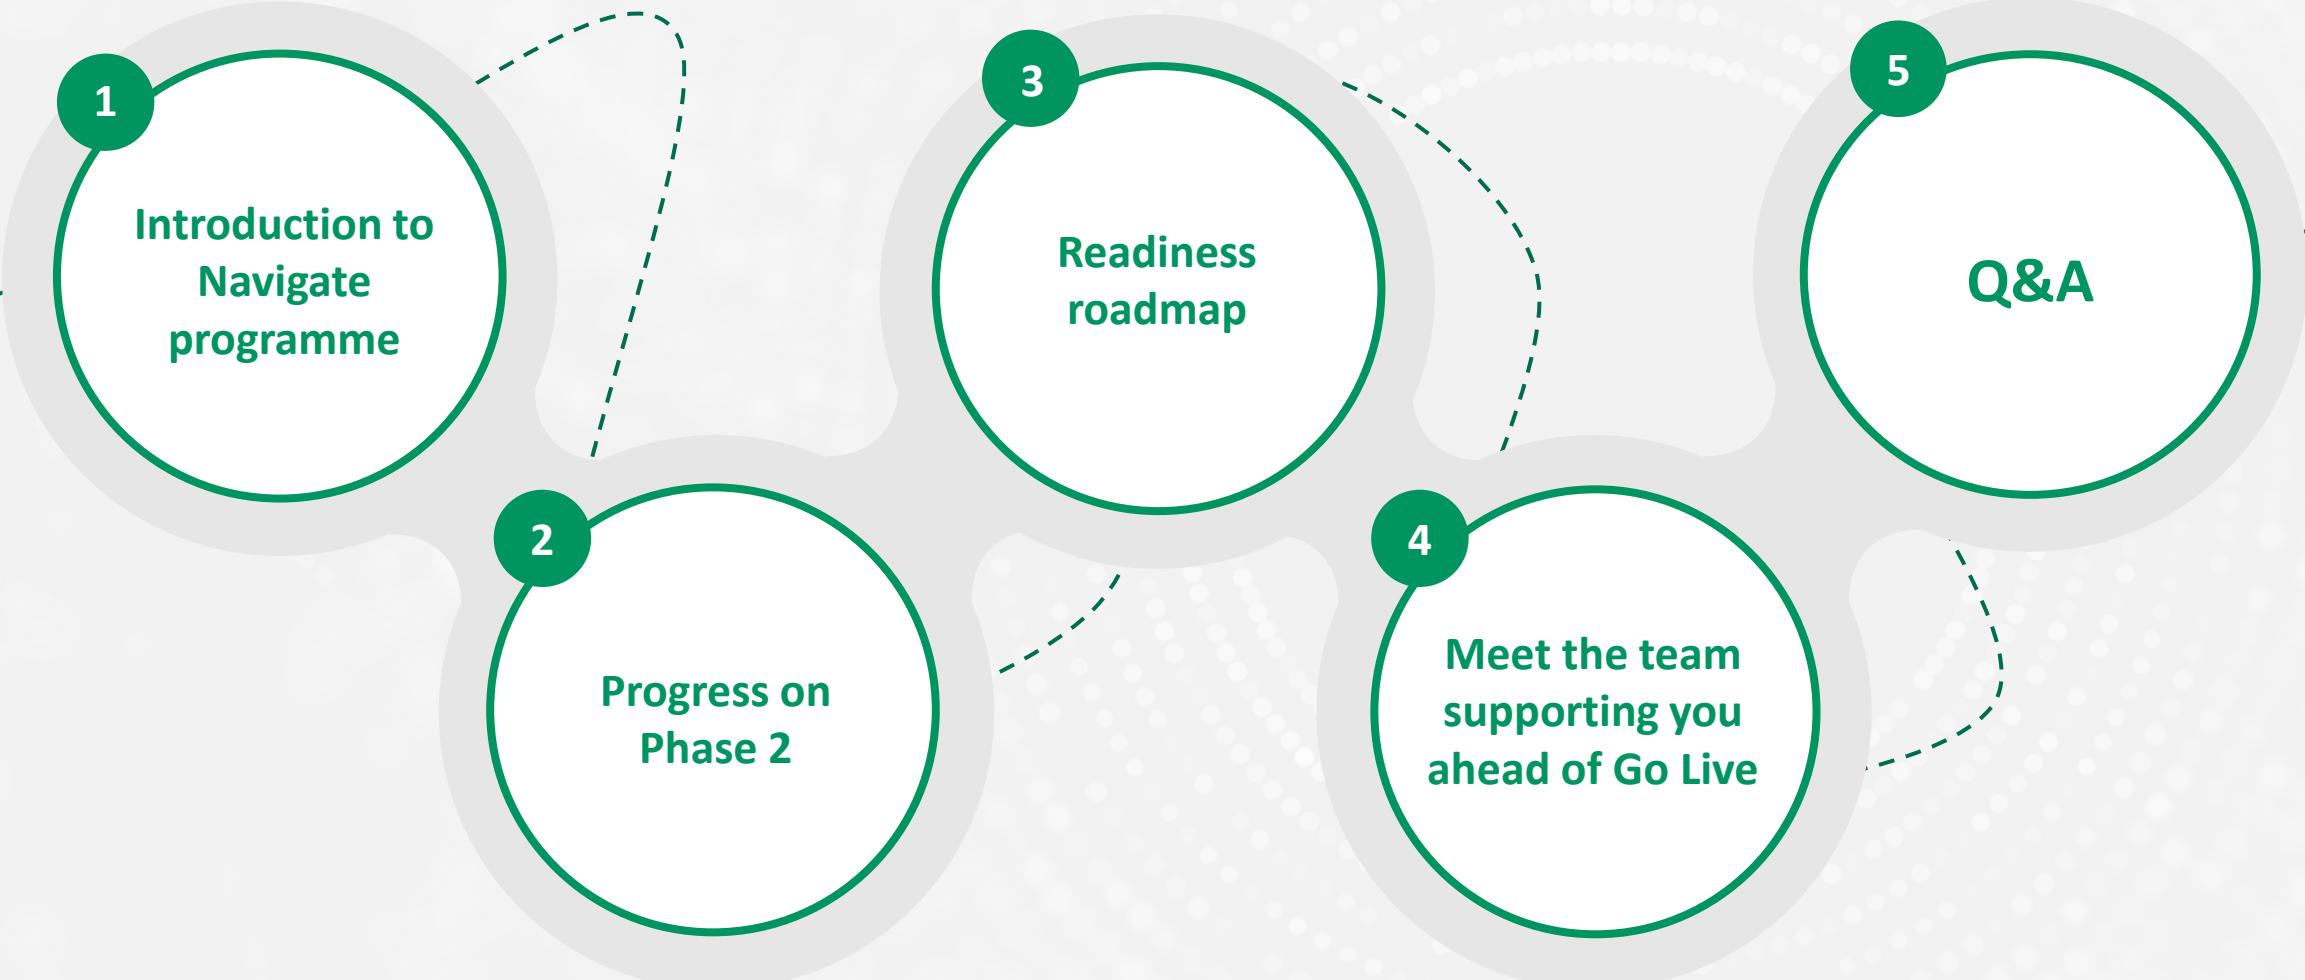 1
Introduction to
Navigate
programme
2
Progress on
Phase 2
3
Readiness
roadmap
4
Meet the team
supporting you
ahead of Go Live
5
Q&A